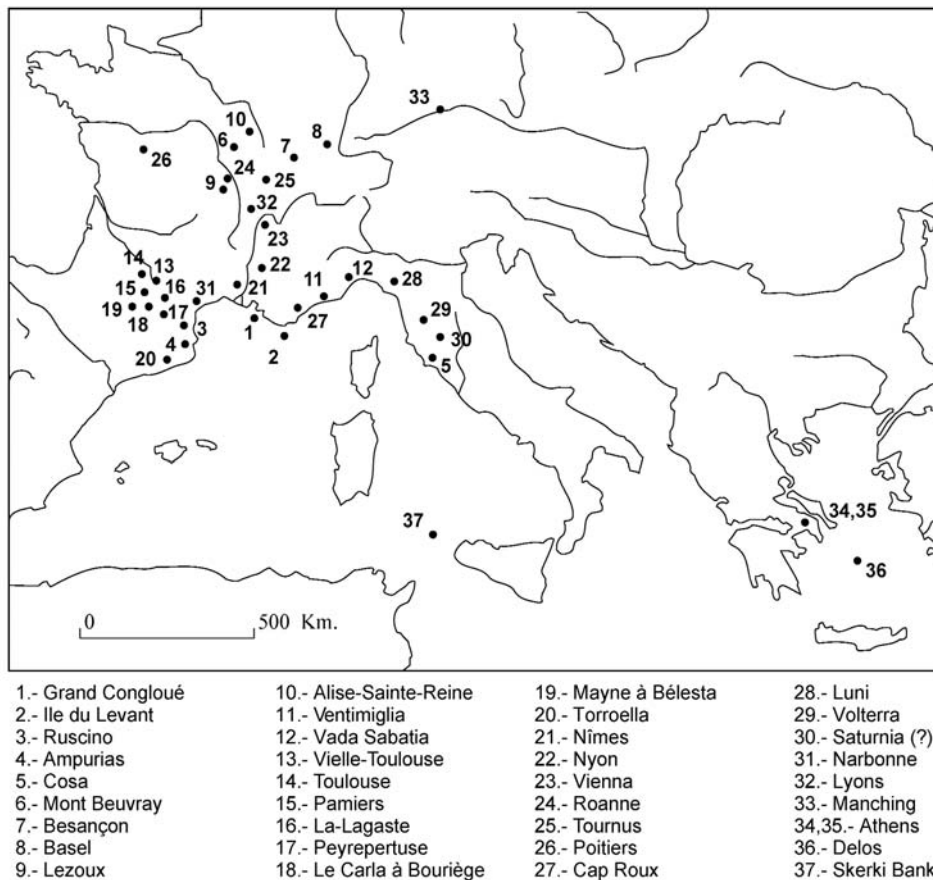 33
10
6
8
7
26
24
9
25
32
23
14
13
22
12
28
15
16
31
21
11
19
18
17
3
1
27
29
4
2
30
20
5
34,35
37
36
0 500 Km.
1.- Grand Congloué
2.- Ile du Levant
3.- Ruscino
4.- Ampurias
5.- Cosa
6.- Mont Beuvray
7.- Besançon
8.- Basel
9.- Lezoux
10.- Alise-Sainte-Reine
11.- Ventimiglia
12.- Vada Sabatia
13.- Vielle-Toulouse
14.- Toulouse
15.- Pamiers
16.- La-Lagaste
17.- Peyrepertuse
18.- Le Carla à Bouriège
19.- Mayne à Bélesta
20.- Torroella
21.- Nîmes
22.- Nyon
23.- Vienna
24.- Roanne
25.- Tournus
26.- Poitiers
27.- Cap Roux
28.- Luni
29.- Volterra
30.- Saturnia (?)
31.- Narbonne
32.- Lyons
33.- Manching
34,35.- Athens
36.- Delos
37.- Skerki Bank